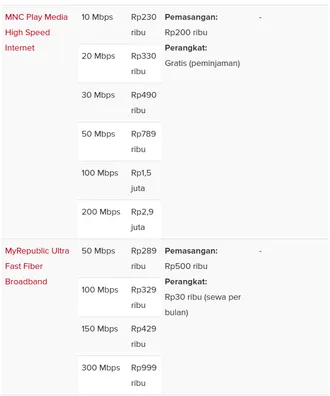 MNC Play Media
High Speed
Internet
10 Mbps
Rp230
ribu
20 Mbps
Rp330
ribu
30 Mbps
Rp490
ribu
50 Mbps
Rp789
ribu
100 Mbps
Rp1,5
juta
200 Mbps
Rp2,9
juta
Pemasangan:
Rp200 ribu
Perangkat:
Gratis (peminjaman)
-
MyRepublic Ultra
Fast Fiber
Broadband
50 Mbps
Rp289
ribu
100 Mbps
Rp329
ribu
150 Mbps
Rp429
ribu
300 Mbps
Rp999
ribu
Pemasangan:
Rp500 ribu
Perangkat:
Rp30 ribu (sewa per
bulan)
-